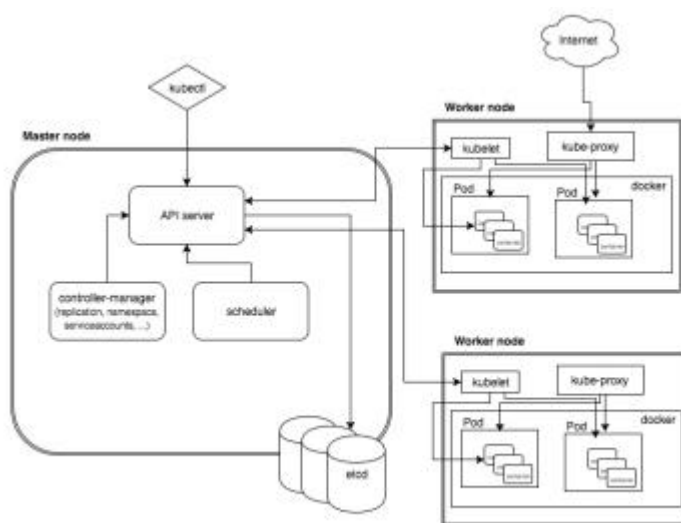 Internet
kubectl
Worker node
Master node
kubelet
kube-proxy
docker
Pod
Pod
API server
controller-manager
(replication, namespace,
serviceaccounts, ...)
scheduler
Worker node
kubelet
kube-proxy
docker
Pod
Pod
etcd